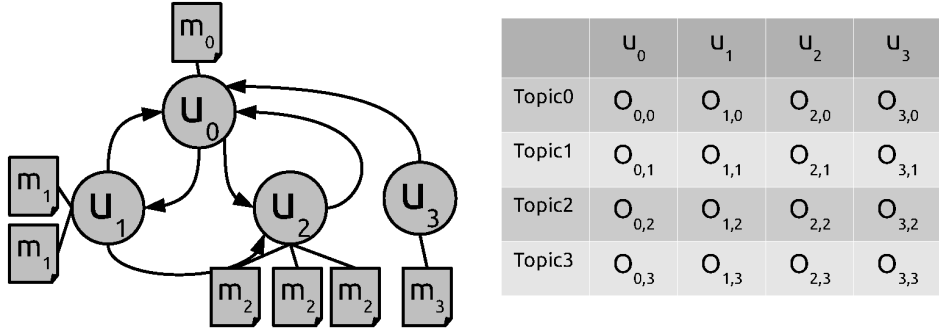 m0
u0
m1
m1
u1
u2
u3
m2
m2
m2
m3
u0 u1 u2 u3
Topic0 O0,0 O1,0 O2,0 O3,0
Topic1 O0,1 O1,1 O2,1 O3,1
Topic2 O0,2 O1,2 O2,2 O3,2
Topic3 O0,3 O1,3 O2,3 O3,3